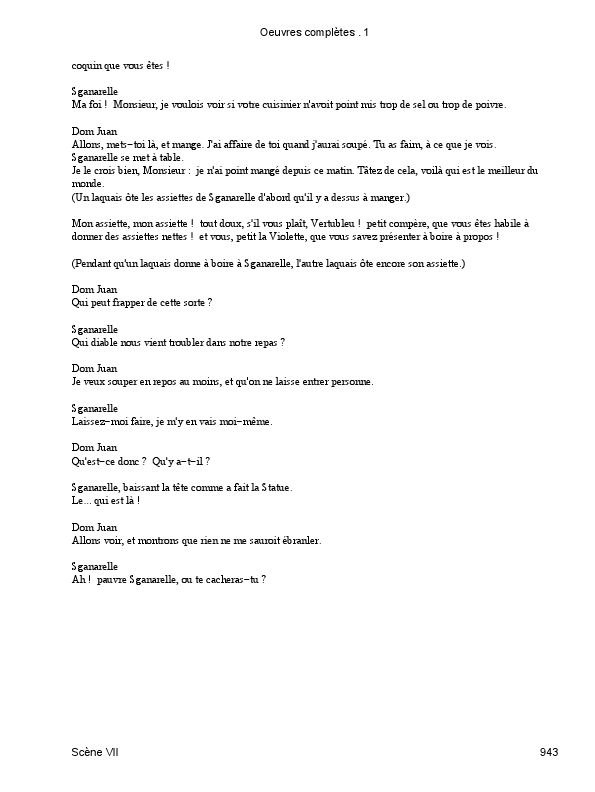 Oeuvres complètes . 1
coquin que vous êtes !
Sganarelle
Ma foi ! Monsieur, je voulois voir si votre cuisinier n'avoit point mis trop de sel ou trop de poivre.
Dom Juan
Allons, mets−toi là, et mange. J'ai affaire de toi quand j'aurai soupé. Tu as faim, à ce que je vois.
Sganarelle se met à table.
Je le crois bien, Monsieur : je n'ai point mangé depuis ce matin. Tâtez de cela, voilà qui est le meilleur du
monde.
(Un laquais ôte les assiettes de Sganarelle d'abord qu'il y a dessus à manger.)
Mon assiette, mon assiette ! tout doux, s'il vous plaît, Vertubleu ! petit compère, que vous êtes habile à
donner des assiettes nettes ! et vous, petit la Violette, que vous savez présenter à boire à propos !
(Pendant qu'un laquais donne à boire à Sganarelle, l'autre laquais ôte encore son assiette.)
Dom Juan
Qui peut frapper de cette sorte ?
Sganarelle
Qui diable nous vient troubler dans notre repas ?
Dom Juan
Je veux souper en repos au moins, et qu'on ne laisse entrer personne.
Sganarelle
Laissez−moi faire, je m'y en vais moi−même.
Dom Juan
Qu'est−ce donc ? Qu'y a−t−il ?
Sganarelle, baissant la tête comme a fait la Statue.
Le... qui est là !
Dom Juan
Allons voir, et montrons que rien ne me sauroit ébranler.
Sganarelle
Ah ! pauvre Sganarelle, ou te cacheras−tu ?
Scène VII
943